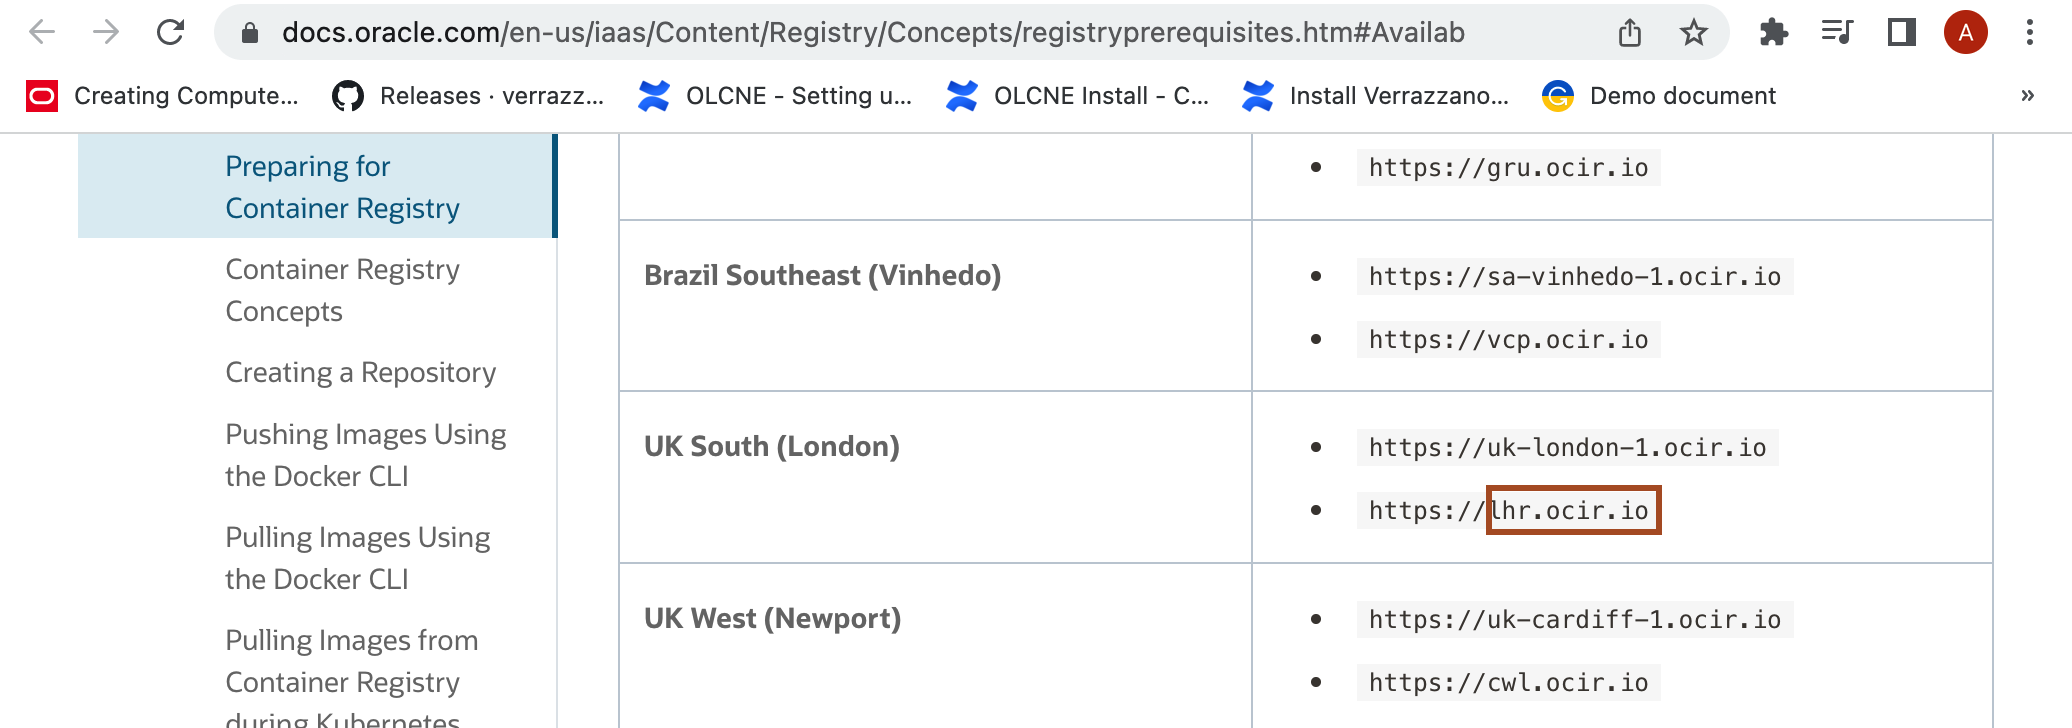 docs.oracle.com/en-us/iaas/Content/Registry/Concepts/registryprerequisites.htm#Availab
A
Creating Compute...
Releases · verrazz...
OLCNE - Setting u...
OLCNE Install - C...
Install Verrazzano...
Demo document
»
Preparing for
Container Registry
Container Registry
Concepts
Creating a Repository
Pushing Images Using
the Docker CLI
Pulling Images Using
the Docker CLI
Pulling Images from
Container Registry
during Kubernetes
https://gru.ocir.io
Brazil Southeast (Vinhedo)
https://sa-vinhedo-1.ocir.io
https://vcp.ocir.io
UK South (London)
https://uk-london-1.ocir.io
https://lhr.ocir.io
UK West (Newport)
https://uk-cardiff-1.ocir.io
https://cwl.ocir.io